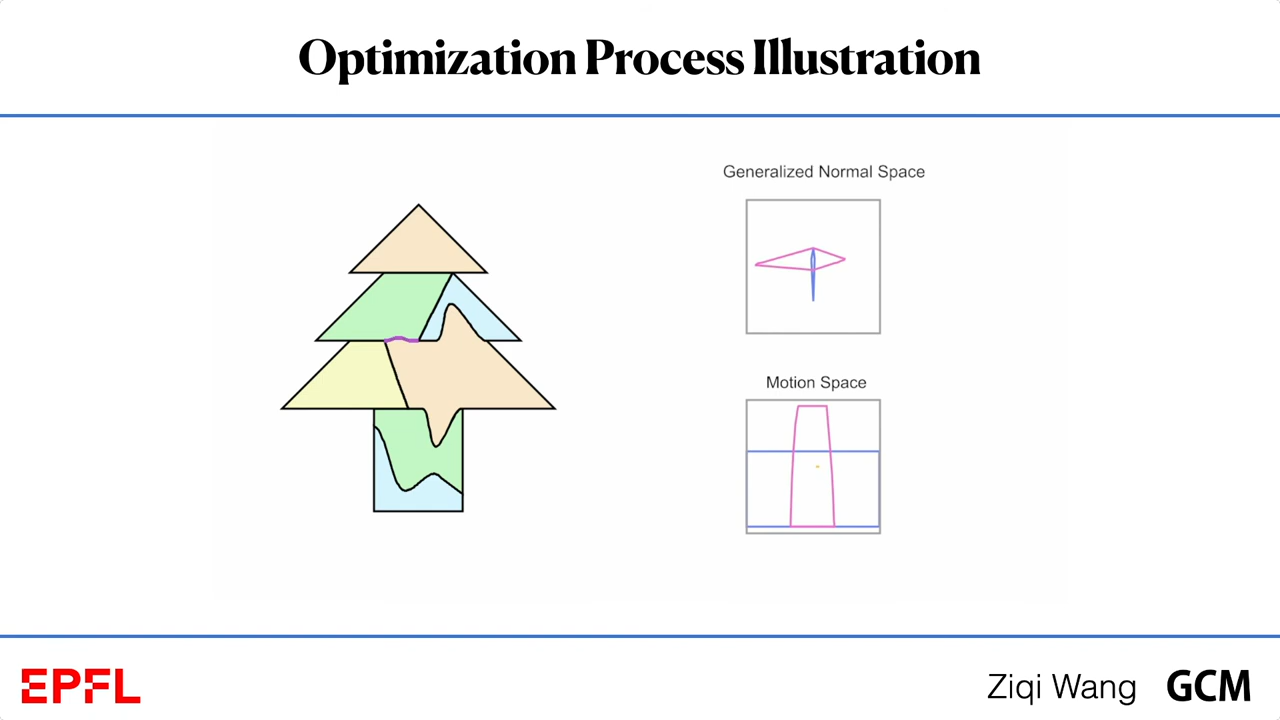 Optimization Process Illustration
Generalized Normal Space
Motion Space
EPFL
Ziqi Wang
GCM